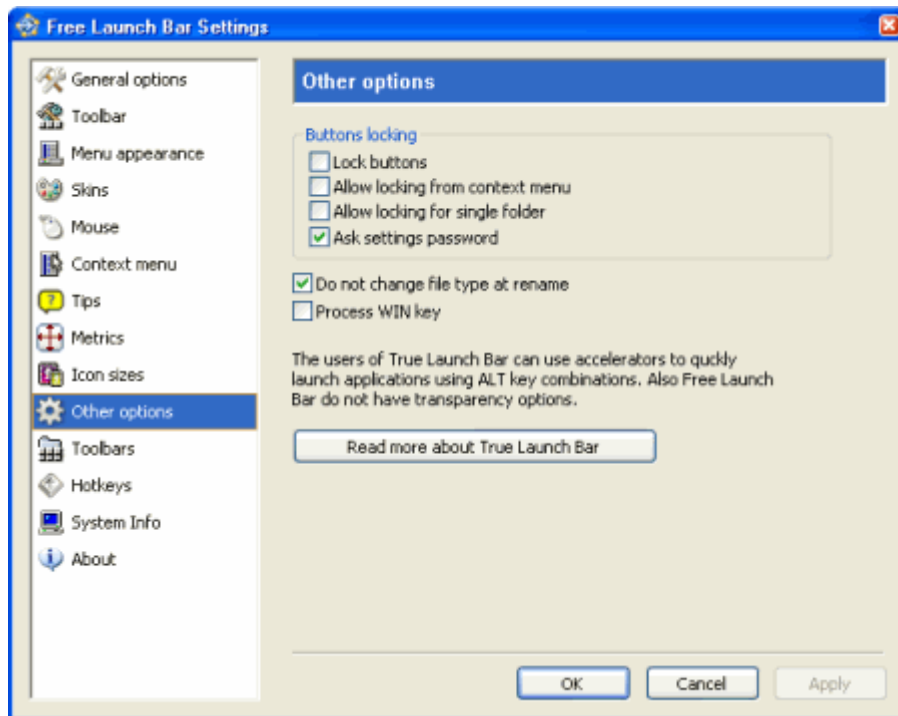 Free Launch Bar Settings
General options
Toolbar
Menu appearance
Skins
Mouse
Context menu
Tips
Metrics
Icon sizes
Other options
Toolbars
Hotkeys
System Info
About
Other options
Buttons locking
Lock buttons
Allow locking from context menu
Allow locking for single folder
Ask settings password
Do not change file type at rename
Process WIN key
The users of True Launch Bar can use accelerators to quckly
launch applications using ALT key combinations. Also Free Launch
Bar do not have transparency options.
Read more about True Launch Bar
OK
Cancel
Apply